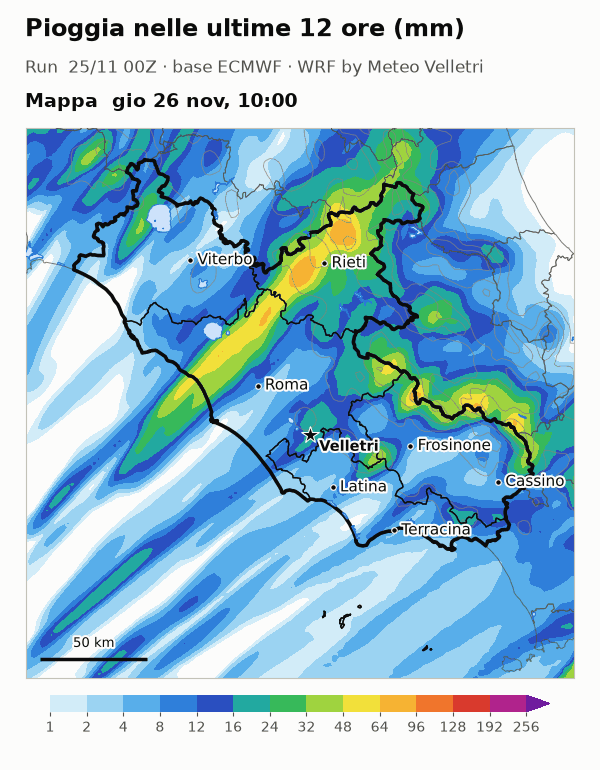 Pioggia nelle ultime 12 ore (mm)
Run  25/11 00Z · base ECMWF · WRF by Meteo Velletri
Mappa  gio 26 nov, 10:00
Viterbo
Rieti
Roma
Velletri
Frosinone
Cassino
Latina
Terracina
50 km
1 2 4 8 12 16 24 32 48 64 96 128 192 256